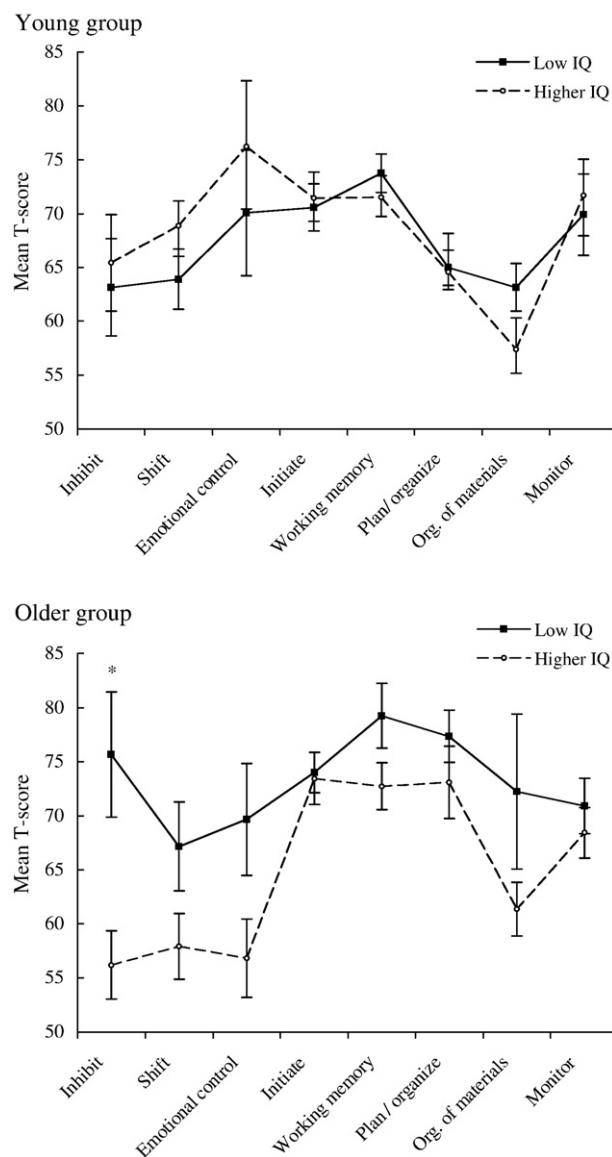 Young group
85
80
75
70
65
60
55
50
Mean T-score
Low IQ
Higher IQ
Inhibit
Shift
Emotional control
Initiate
Working memory
Plan/ organize
Org. of materials
Monitor
Older group
85
80
75
70
65
60
55
50
Mean T-score
Low IQ
Higher IQ
*
Inhibit
Shift
Emotional control
Initiate
Working memory
Plan / organize
Org. of materials
Monitor